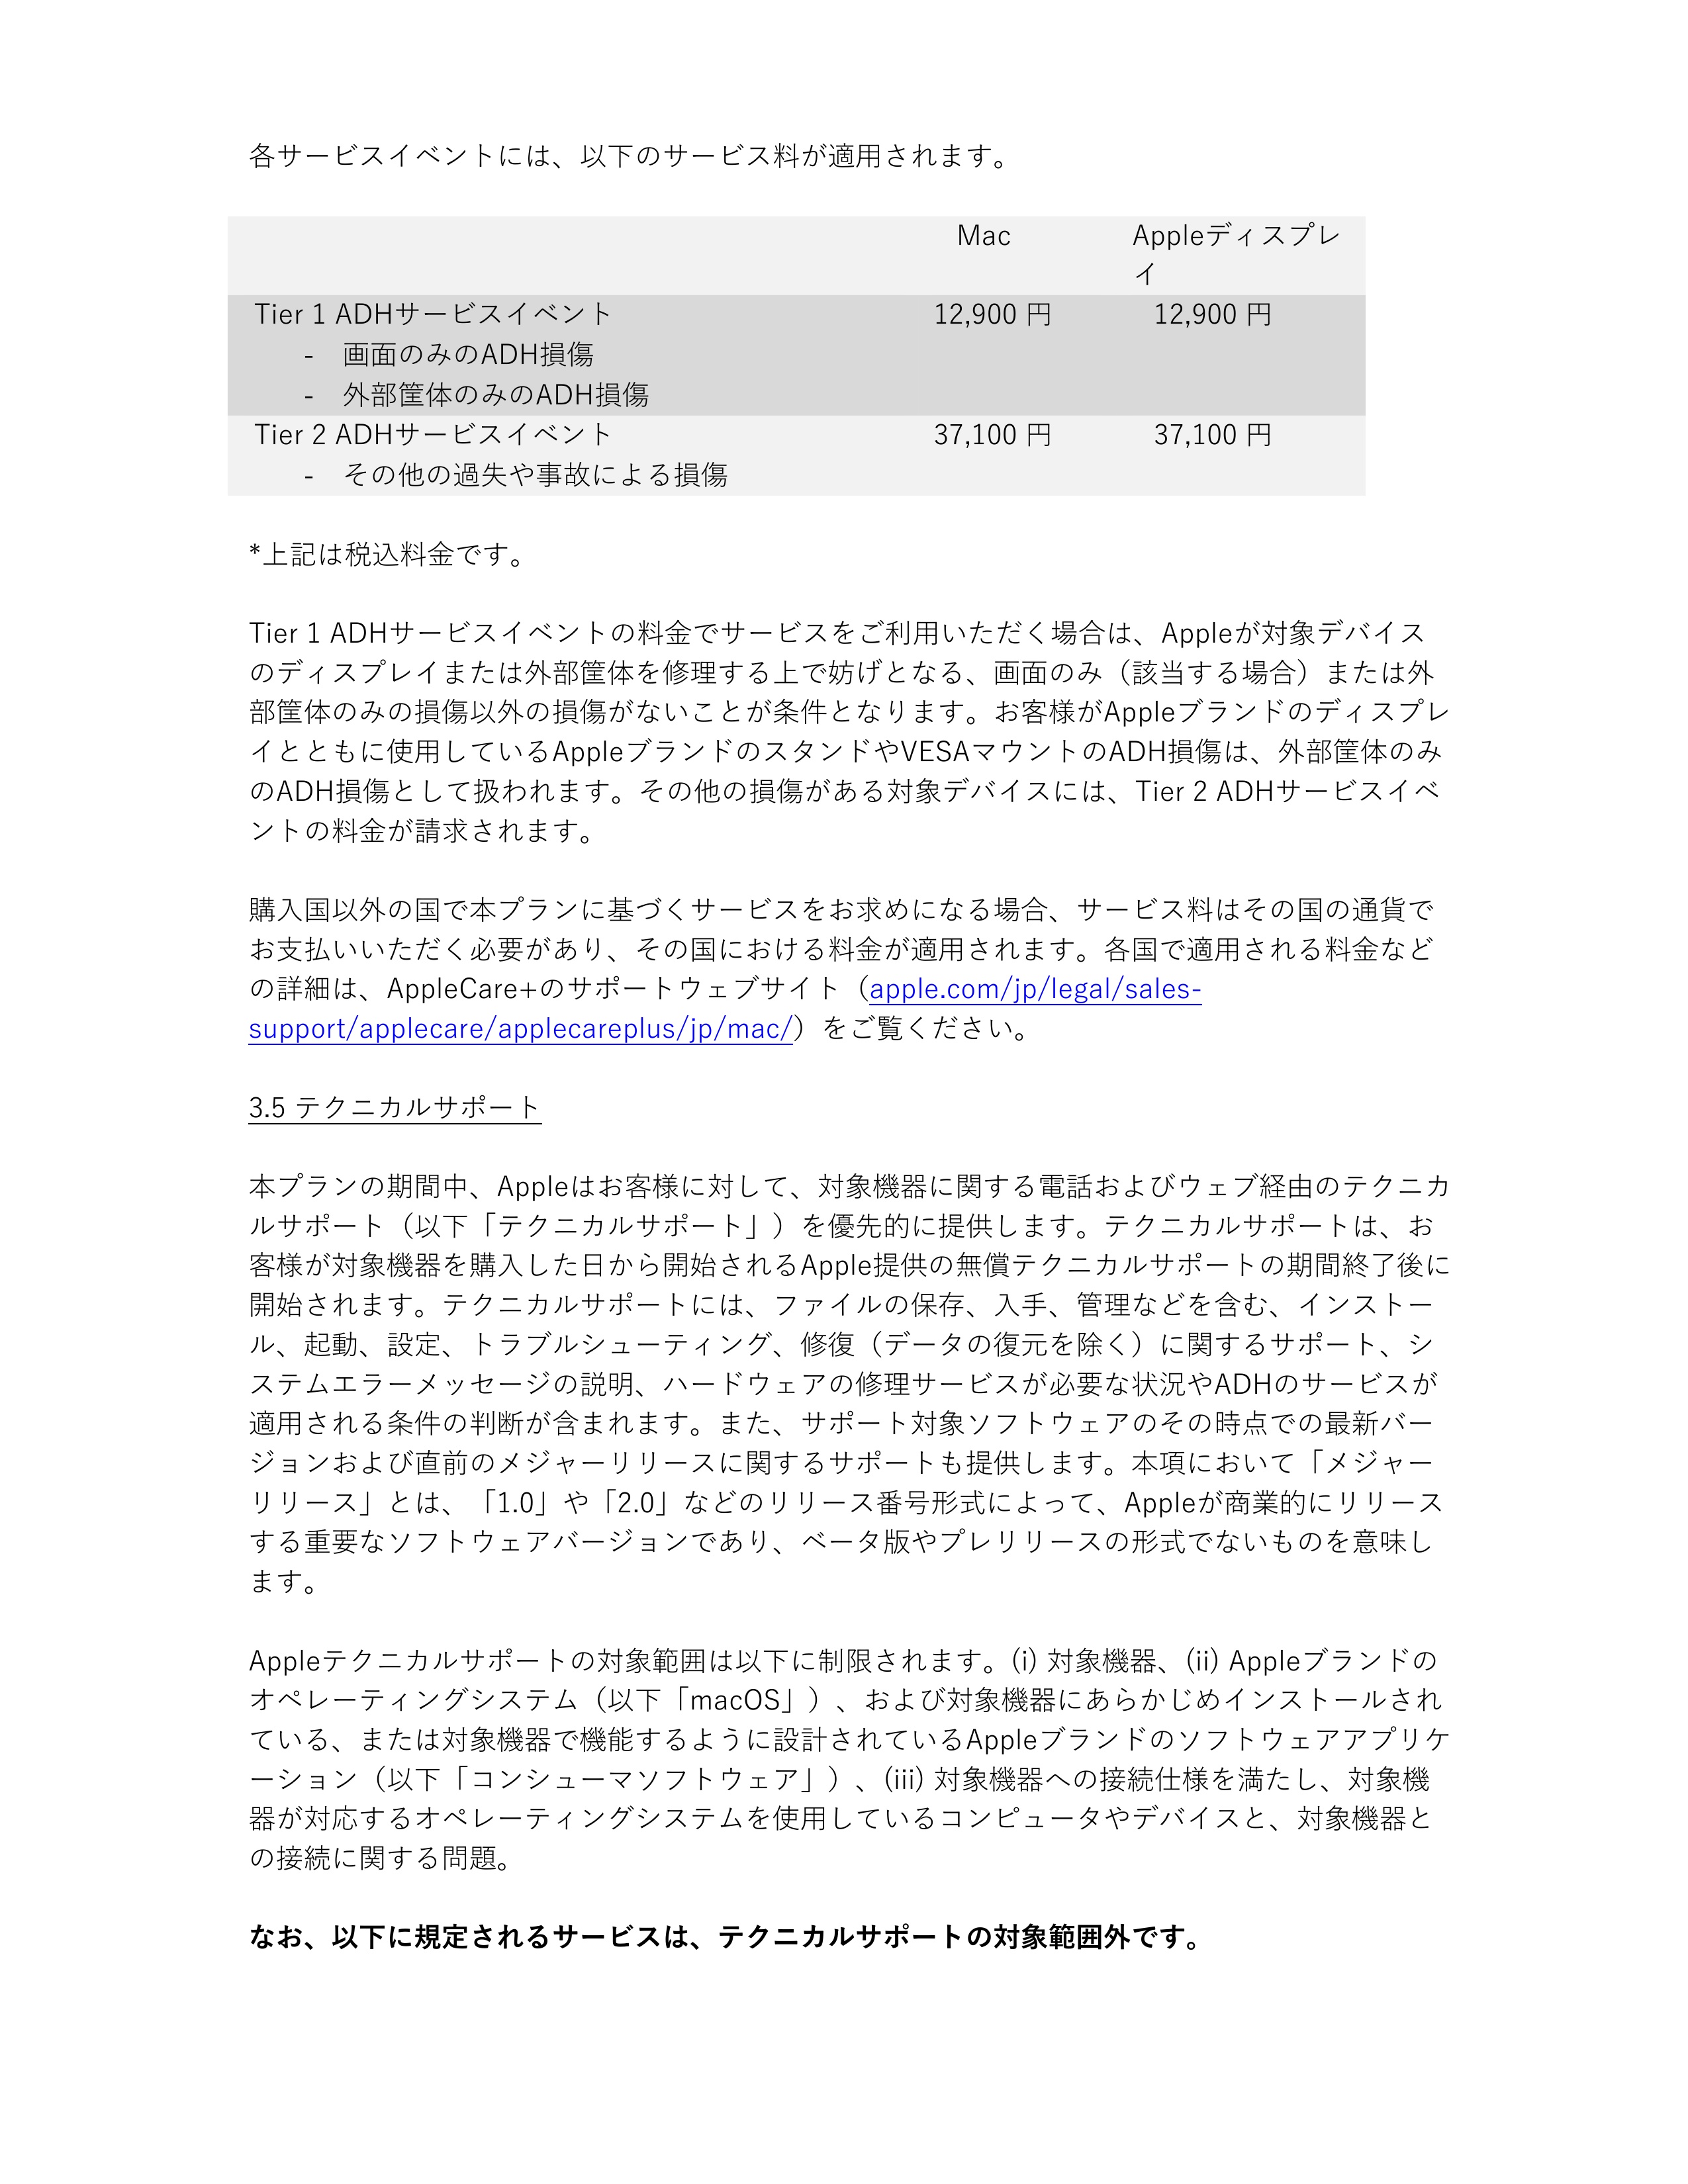 各サービスイベントには、以下のサービス料が適用されます。
Mac Appleディスプレ
イ
Tier 1 ADHサービスイベント 12,900 円 12,900 円
- 画面のみのADH損傷
- 外部筐体のみのADH損傷
Tier 2 ADHサービスイベント 37,100 円 37,100 円
- その他の過失や事故による損傷
*上記は税込料金です。
Tier 1 ADHサービスイベントの料金でサービスをご利用いただく場合は、Appleが対象デバイス
のディスプレイまたは外部筐体を修理する上で妨げとなる、画面のみ（該当する場合）または外
部筐体のみの損傷以外の損傷がないことが条件となります。お客様がAppleブランドのディスプレ
イとともに使用しているAppleブランドのスタンドやVESAマウントのADH損傷は、外部筐体のみ
のADH損傷として扱われます。その他の損傷がある対象デバイスには、Tier 2 ADHサービスイベ
ントの料金が請求されます。
購入国以外の国で本プランに基づくサービスをお求めになる場合、サービス料はその国の通貨で
お支払いいただく必要があり、その国における料金が適用されます。各国で適用される料金など
の詳細は、AppleCare+のサポートウェブサイト（apple.com/jp/legal/sales-
support/applecare/applecareplus/jp/mac/）をご覧ください。
3.5 テクニカルサポート
本プランの期間中、Appleはお客様に対して、対象機器に関する電話およびウェブ経由のテクニカ
ルサポート（以下「テクニカルサポート」）を優先的に提供します。テクニカルサポートは、お
客様が対象機器を購入した日から開始されるApple提供の無償テクニカルサポートの期間終了後に
開始されます。テクニカルサポートには、ファイルの保存、入手、管理などを含む、インストー
ル、起動、設定、トラブルシューティング、修復（データの復元を除く）に関するサポート、シ
ステムエラーメッセージの説明、ハードウェアの修理サービスが必要な状況やADHのサービスが
適用される条件の判断が含まれます。また、サポート対象ソフトウェアのその時点での最新バー
ジョンおよび直前のメジャーリリースに関するサポートも提供します。本項において「メジャー
リリース」とは、「1.0」や「2.0」などのリリース番号形式によって、Appleが商業的にリリース
する重要なソフトウェアバージョンであり、ベータ版やプレリリースの形式でないものを意味し
ます。
Appleテクニカルサポートの対象範囲は以下に制限されます。(i) 対象機器、(ii) Appleブランドの
オペレーティングシステム（以下「macOS」）、および対象機器にあらかじめインストールされ
ている、または対象機器で機能するように設計されているAppleブランドのソフトウェアアプリケ
ーション（以下「コンシューマソフトウェア」）、(iii) 対象機器への接続仕様を満たし、対象機
器が対応するオペレーティングシステムを使用しているコンピュータやデバイスと、対象機器と
の接続に関する問題。
なお、以下に規定されるサービスは、テクニカルサポートの対象範囲外です。